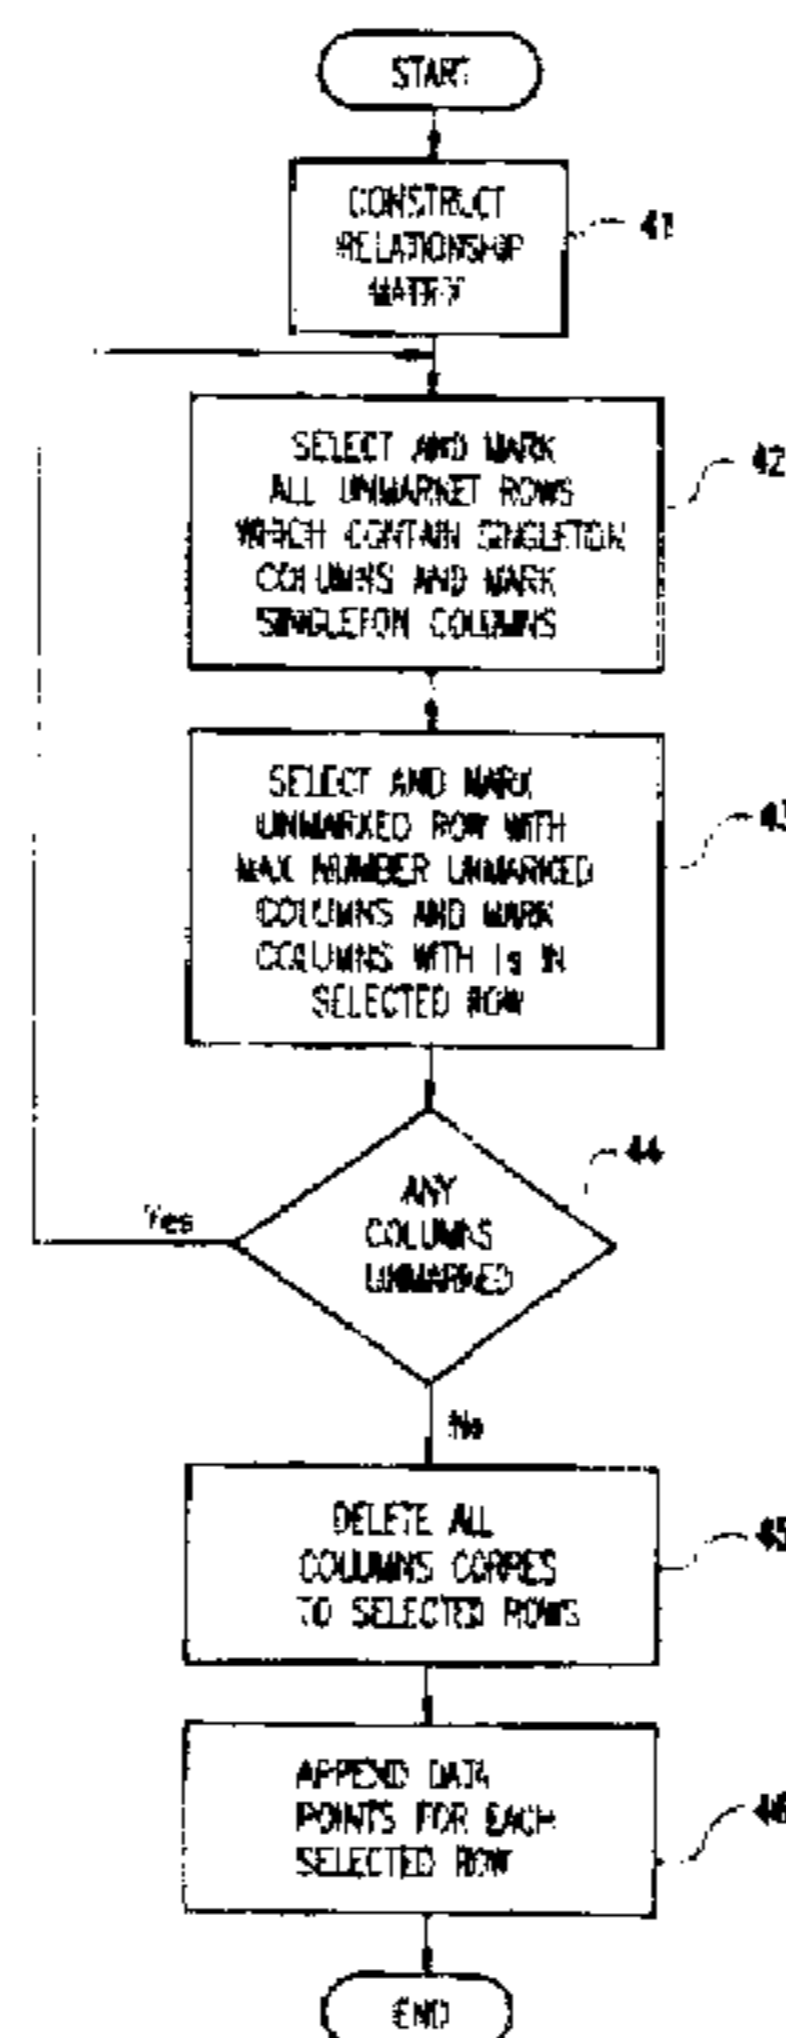 START
CONSTRUCT
RELATIONSHIP
MATRIX
41
SELECT AND MARK
ALL UNMARKET ROWS
WHICH CONTAIN SINGLETON
COLUMNS AND MARK
SINGLETON COLUMNS
42
SELECT AND MARK
UNMARKED ROW WITH
MAX NUMBER UNMARKED
COLUMNS AND MARK
COLUMNS WITH 1s IN
SELECTED ROW
43
ANY
COLUMNS
UNMARKED
44
Yes
No
DELETE ALL
COLUMNS CORRES
TO SELECTED ROWS
45
APPEND DATA
POINTS FOR EACH
SELECTED ROW
46
END